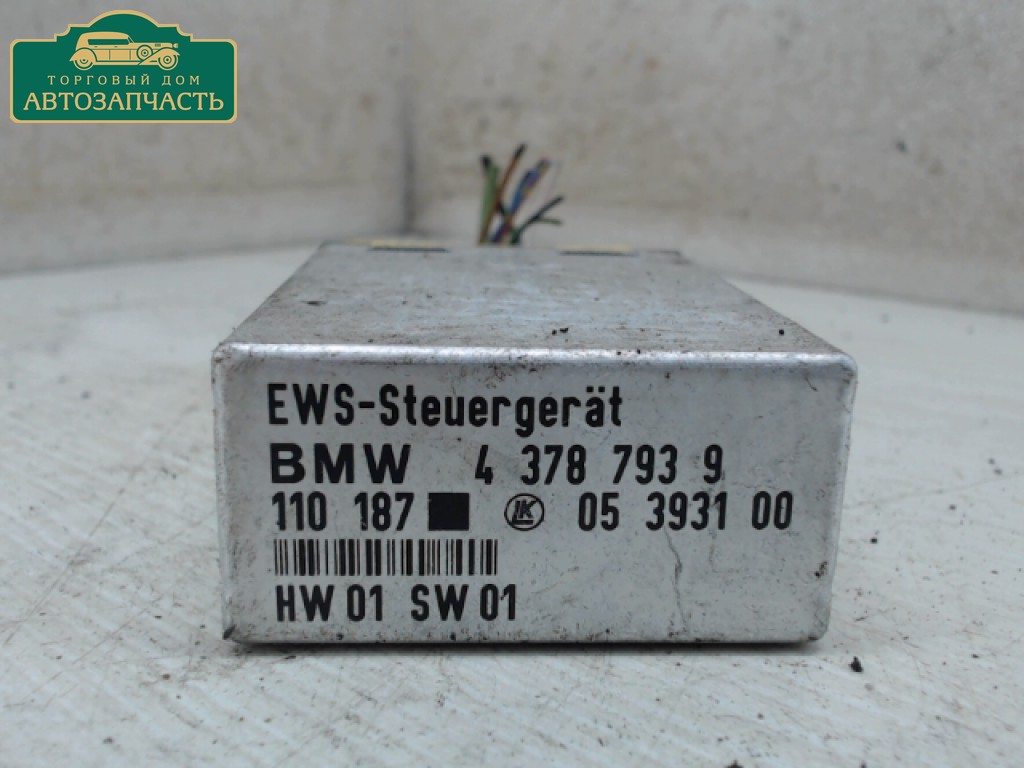 ТОРГОВЫЙ ДОМ
АВТОЗАПЧАСТЬ
EWS-Steuergerät
BMW 4 378 793 9
110 187 LK 05 3931 00
HW 01 SW 01